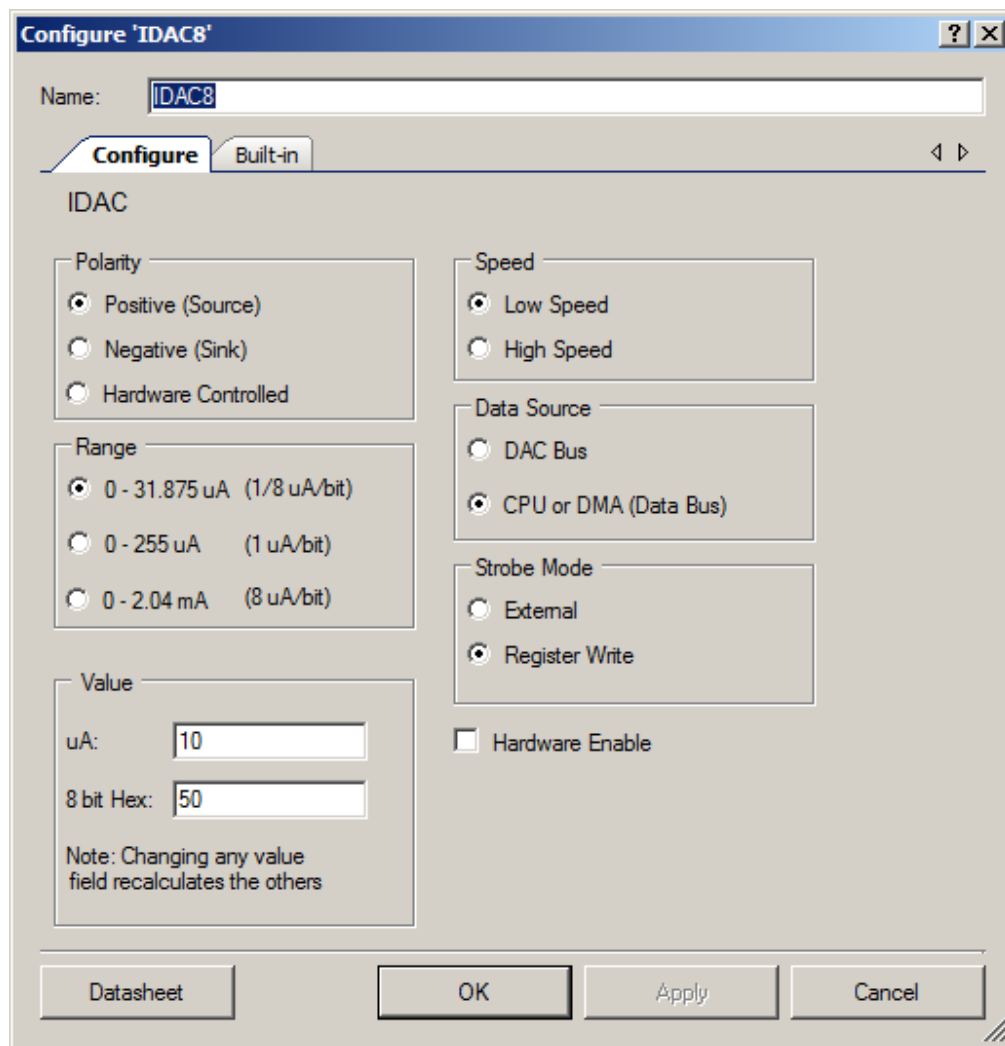 Configure 'IDAC8'
Name: IDAC8
Configure Built-in
IDAC
Polarity
Positive (Source)
Negative (Sink)
Hardware Controlled
Range
0 - 31.875 uA (1/8 uA/bit)
0 - 255 uA (1 uA/bit)
0 - 2.04 mA (8 uA/bit)
Value
uA: 10
8 bit Hex: 50
Note: Changing any value
field recalculates the others
Speed
Low Speed
High Speed
Data Source
DAC Bus
CPU or DMA (Data Bus)
Strobe Mode
External
Register Write
Hardware Enable
Datasheet OK Apply Cancel